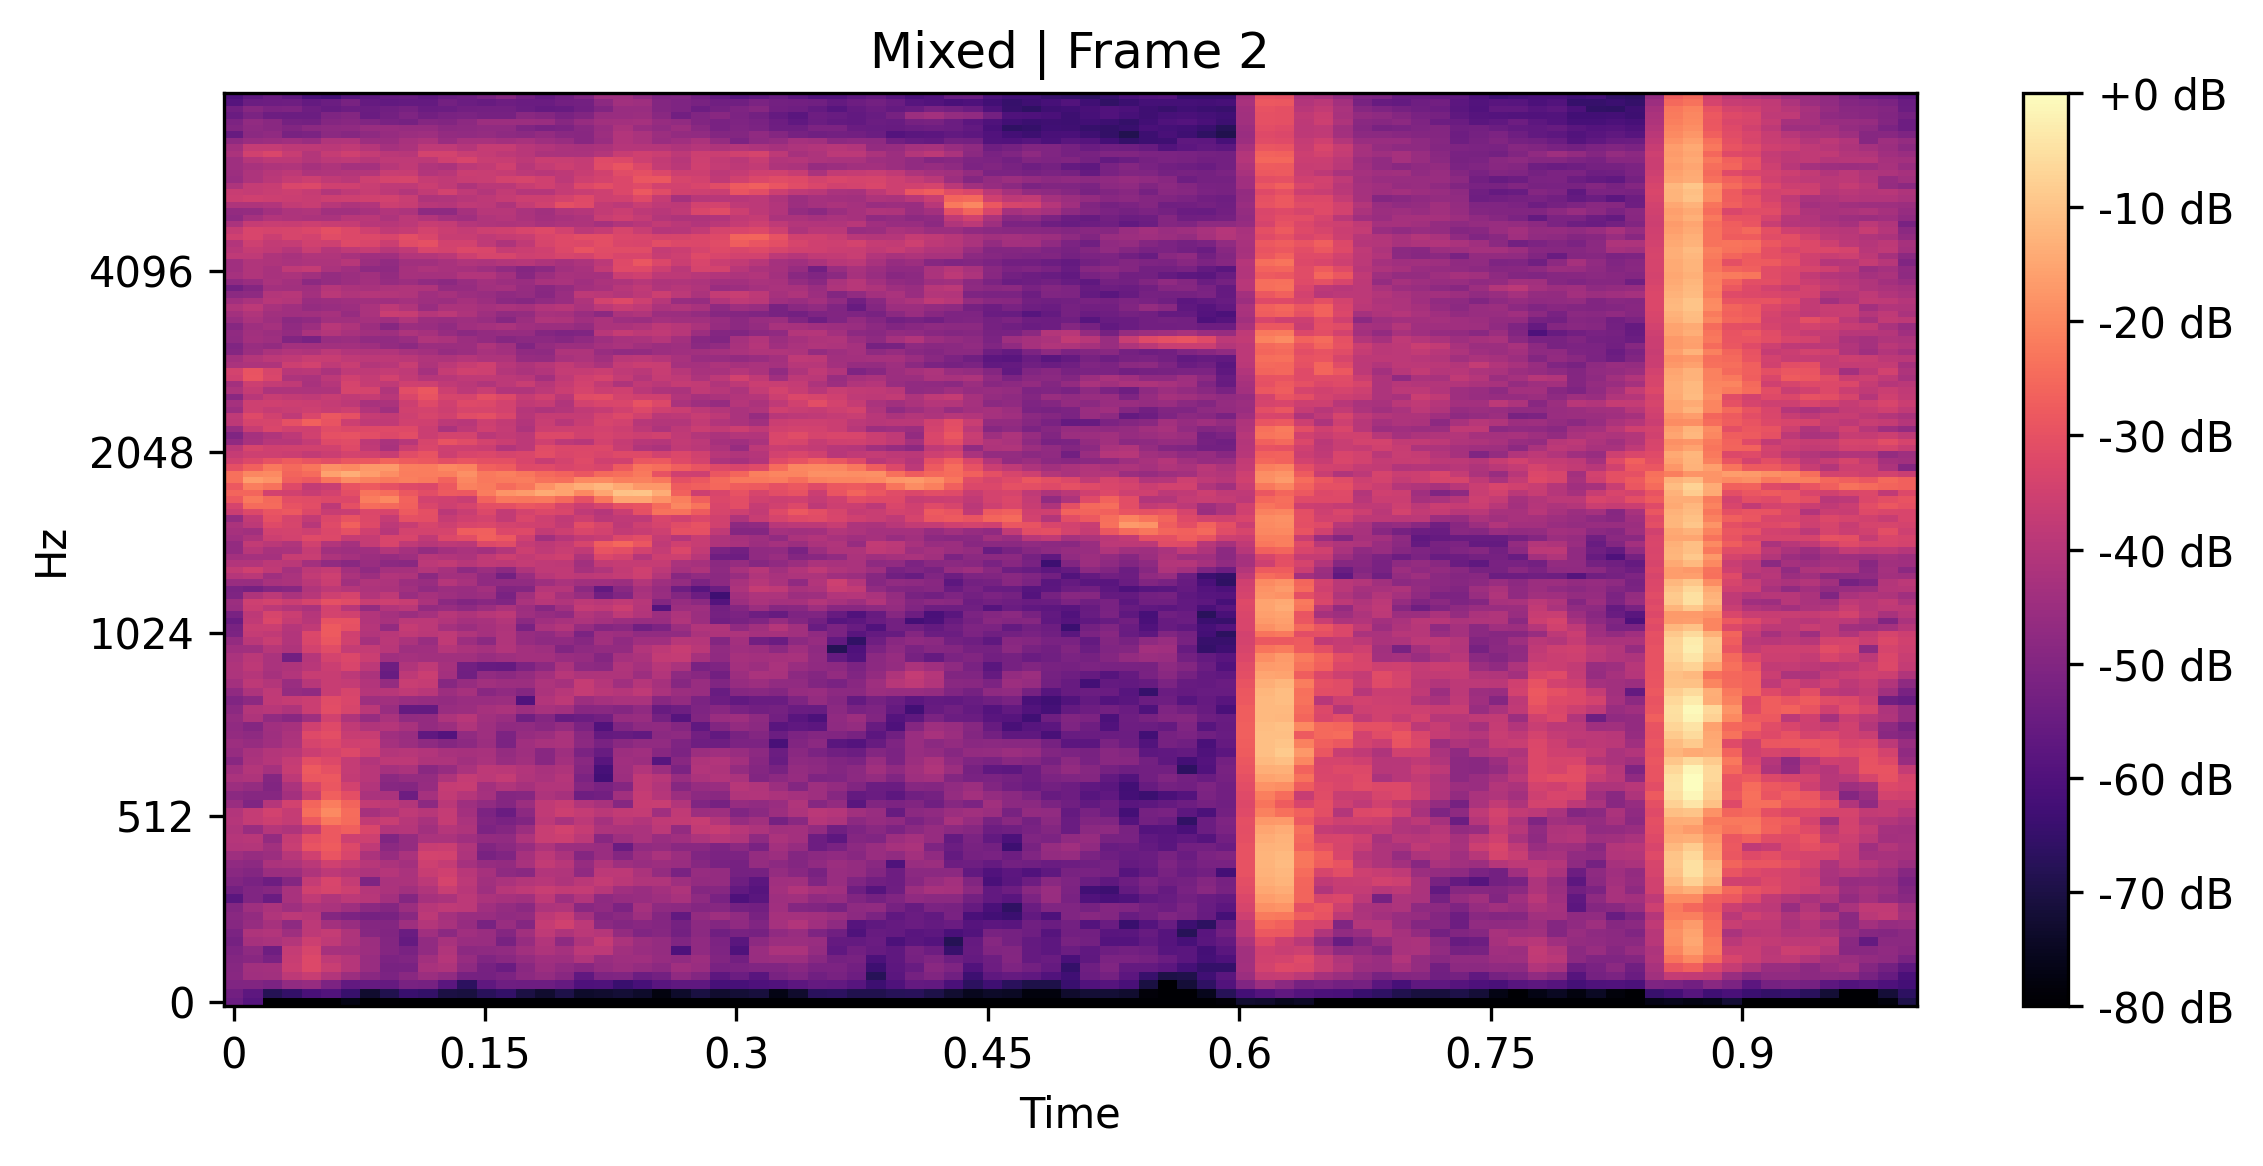 Mixed | Frame 2
Hz
4096
2048
1024
512
0
0
0.15
0.3
0.45
0.6
0.75
0.9
Time
+0 dB
-10 dB
-20 dB
-30 dB
-40 dB
-50 dB
-60 dB
-70 dB
-80 dB